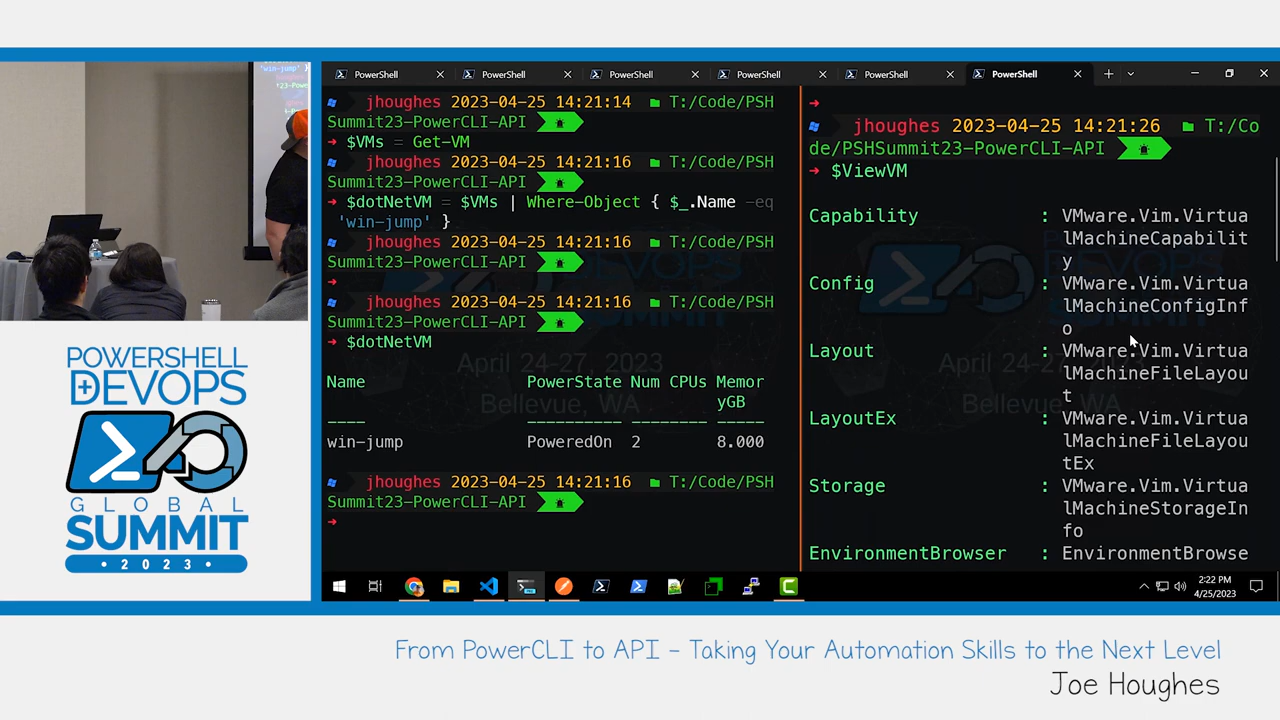 PowerShell
PowerShell
PowerShell
PowerShell
PowerShell
PowerShell
jhoughes 2023-04-25 14:21:14 T:/Code/PSH
Summit23-PowerCLI-API
➜ $VMs = Get-VM
jhoughes 2023-04-25 14:21:16 T:/Code/PSH
Summit23-PowerCLI-API
➜ $dotNetVM = $VMs | Where-Object { $_.Name -eq
'win-jump' }
jhoughes 2023-04-25 14:21:16 T:/Code/PSH
Summit23-PowerCLI-API
➜
jhoughes 2023-04-25 14:21:16 T:/Code/PSH
Summit23-PowerCLI-API
➜ $dotNetVM
Name PowerState Num CPUs Memor
yGB
---- ---------- -------- -----
win-jump PoweredOn 2 8.000
jhoughes 2023-04-25 14:21:16 T:/Code/PSH
Summit23-PowerCLI-API
➜
April 24-27, 2023
Bellevue, WA
➜
jhoughes 2023-04-25 14:21:26 T:/Co
de/PSHSummit23-PowerCLI-API
➜ $ViewVM
Capability : VMware.Vim.Virtua
lMachineCapabilit
y
Config : VMware.Vim.Virtua
lMachineConfigInf
o
Layout : VMware.Vim.Virtua
lMachineFileLayou
t
LayoutEx : VMware.Vim.Virtua
lMachineFileLayou
tEx
Storage : VMware.Vim.Virtua
lMachineStorageIn
fo
EnvironmentBrowser : EnvironmentBrowse
2:22 PM
4/25/2023
POWERSHELL
+DEVOPS
GLOBAL
SUMMIT
• 2023 •
From PowerCLI to API - Taking Your Automation Skills to the Next Level
Joe Houghes